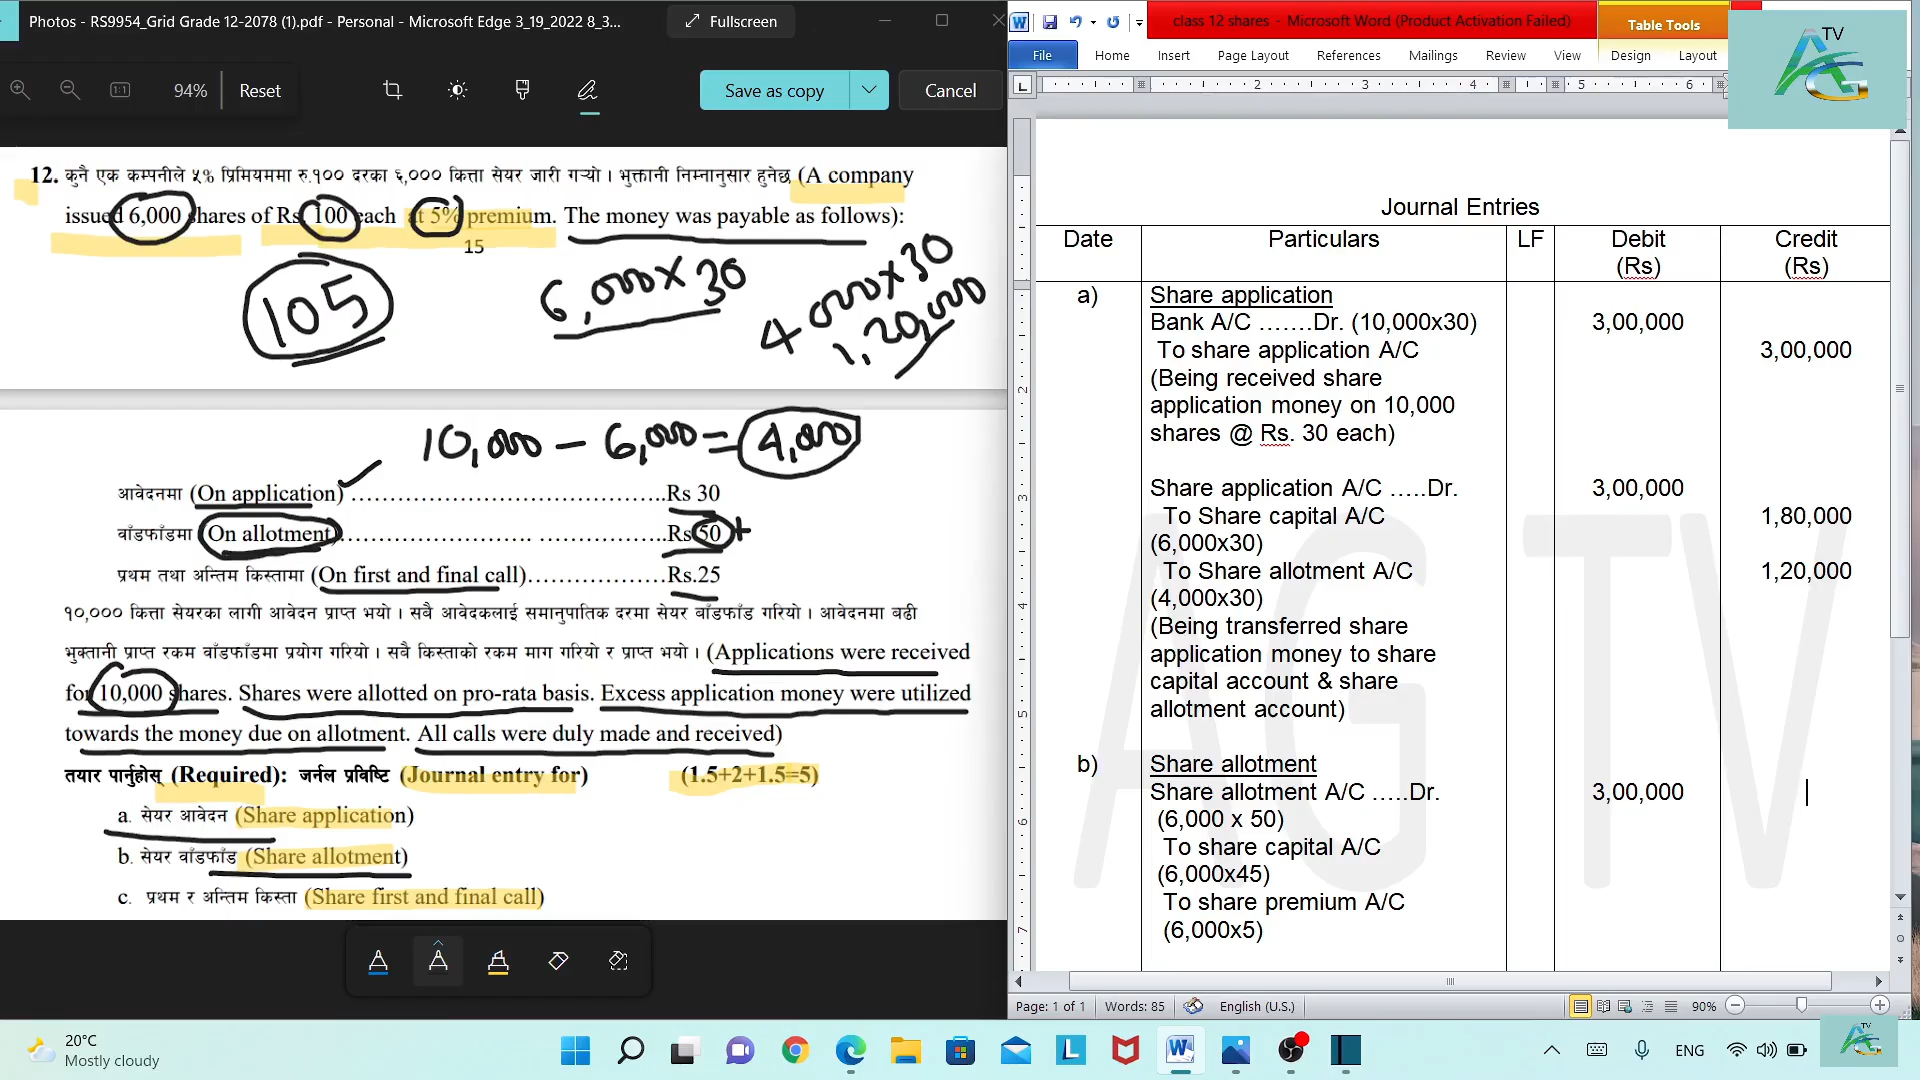 Photos - RS9954_Grid Grade 12-2078 (1).pdf - Personal - Microsoft Edge 3_19_2022 8_3...
Fullscreen
94%
Reset
Save as copy
Cancel
12. कुनै एक कम्पनीले ५% प्रिमियममा रु.१०० दरका ६,००० कित्ता सेयर जारी गर्‍यो । भुक्तानी निम्नानुसार हुनेछ (A company
issued 6,000 shares of Rs. 100 each at 5% premium. The money was payable as follows):
15
105
6,000x30
4000x30
1,20,000
10,000 - 6,000 = 4,000
आवेदनमा (On application) ........................................Rs 30
बाँडफाँडमा (On allotment)......................... .................Rs 50 +
प्रथम तथा अन्तिम किस्तामा (On first and final call)..................Rs.25
१०,००० कित्ता सेयरका लागी आवेदन प्राप्त भयो । सबै आवेदकलाई समानुपातिक दरमा सेयर बाँडफाँड गरियो । आवेदनमा बढी
भुक्तानी प्राप्त रकम बाँडफाँडमा प्रयोग गरियो । सबै किस्ताको रकम माग गरियो र प्राप्त भयो । (Applications were received
for 10,000 shares. Shares were allotted on pro-rata basis. Excess application money were utilized
towards the money due on allotment. All calls were duly made and received)
तयार पार्नुहोस् (Required): जर्नल प्रविष्टि (Journal entry for) (1.5+2+1.5=5)
a. सेयर आवेदन (Share application)
b. सेयर बाँडफाँड (Share allotment)
c. प्रथम र अन्तिम किस्ता (Share first and final call)
class 12 shares - Microsoft Word (Product Activation Failed)
Table Tools
File Home Insert Page Layout References Mailings Review View Design Layout
TV
AG
Journal Entries
Date Particulars LF Debit (Rs) Credit (Rs)
a) Share application
Bank A/C .......Dr. (10,000x30) 3,00,000
To share application A/C 3,00,000
(Being received share
application money on 10,000
shares @ Rs. 30 each)
Share application A/C .....Dr. 3,00,000
To Share capital A/C 1,80,000
(6,000x30)
To Share allotment A/C 1,20,000
(4,000x30)
(Being transferred share
application money to share
capital account & share
allotment account)
b) Share allotment
Share allotment A/C .....Dr. 3,00,000
(6,000 x 50)
To share capital A/C
(6,000x45)
To share premium A/C
(6,000x5)
AG TV
Page: 1 of 1 Words: 85 English (U.S.) 90%
20°C
Mostly cloudy
ENG
TV